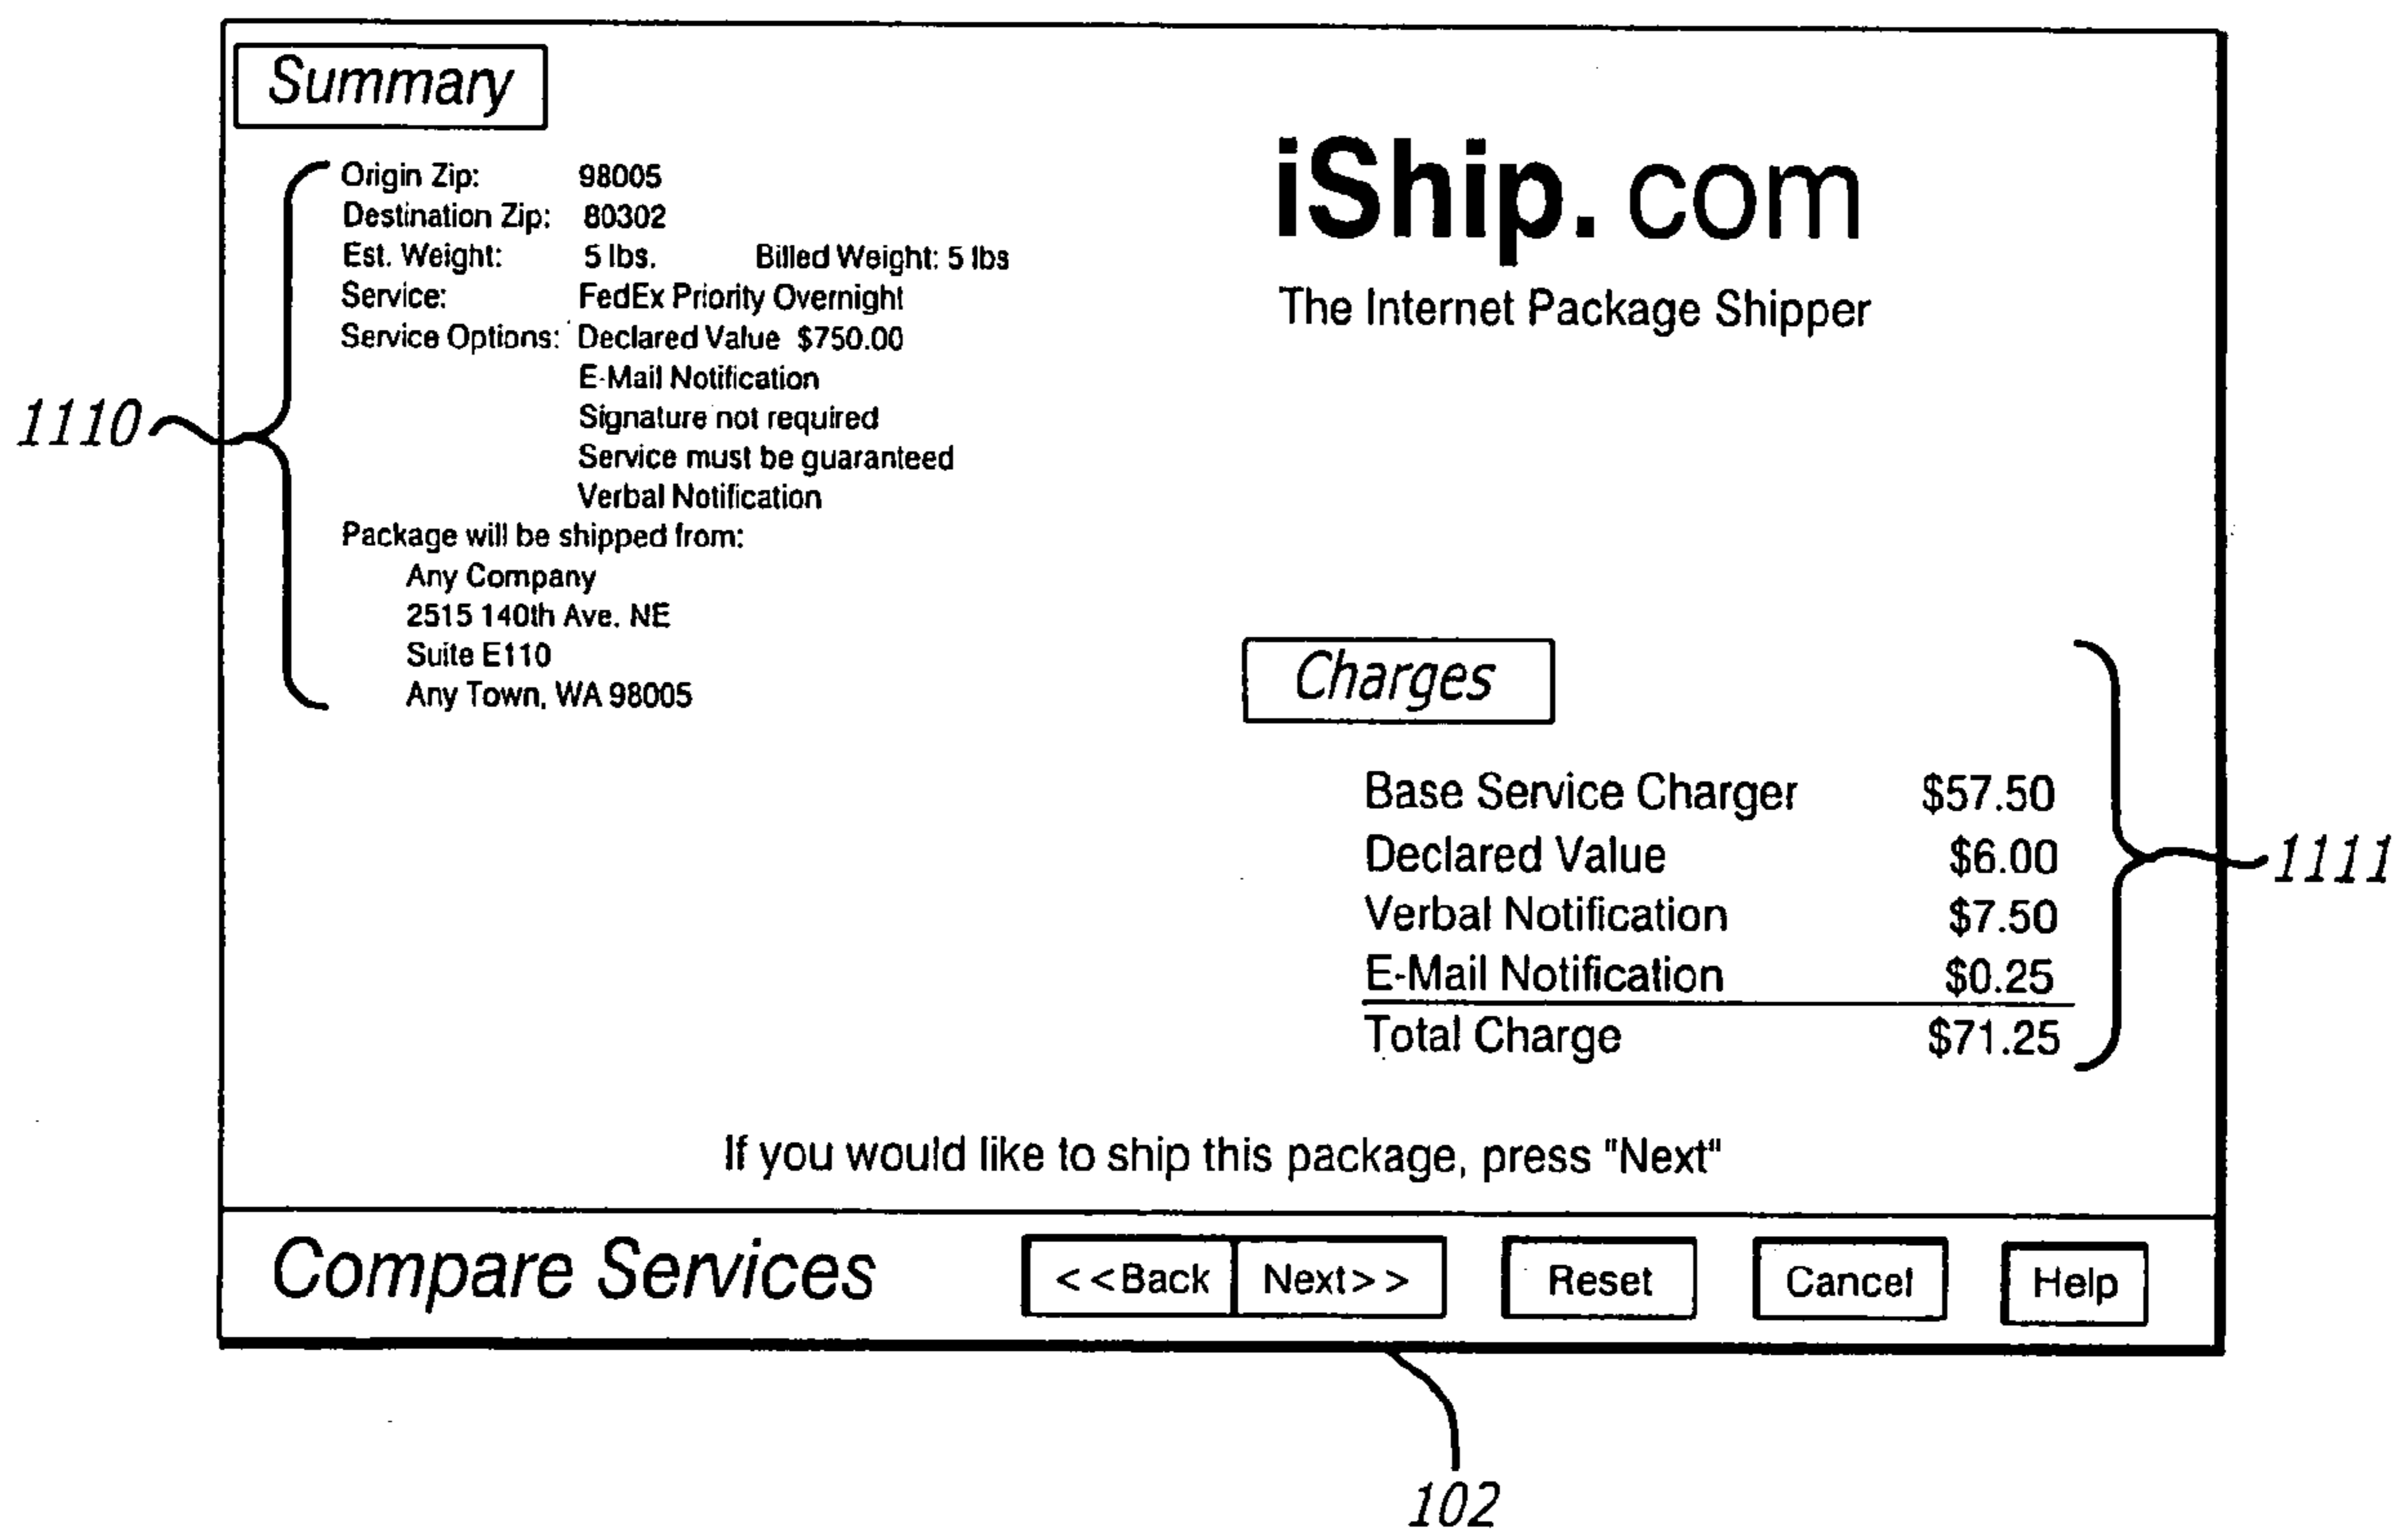 Summary
Origin Zip: 98005
Destination Zip: 80302
Est. Weight: 5 lbs. Billed Weight: 5 lbs
Service: FedEx Priority Overnight
Service Options: Declared Value $750.00
E-Mail Notification
Signature not required
Service must be guaranteed
Verbal Notification
Package will be shipped from:
Any Company
2515 140th Ave. NE
Suite E110
Any Town, WA 98005
1110
iShip. com
The Internet Package Shipper
Charges
Base Service Charger $57.50
Declared Value $6.00
Verbal Notification $7.50
E-Mail Notification $0.25
Total Charge $71.25
1111
If you would like to ship this package, press "Next"
Compare Services <<Back Next>> Reset Cancel Help
102